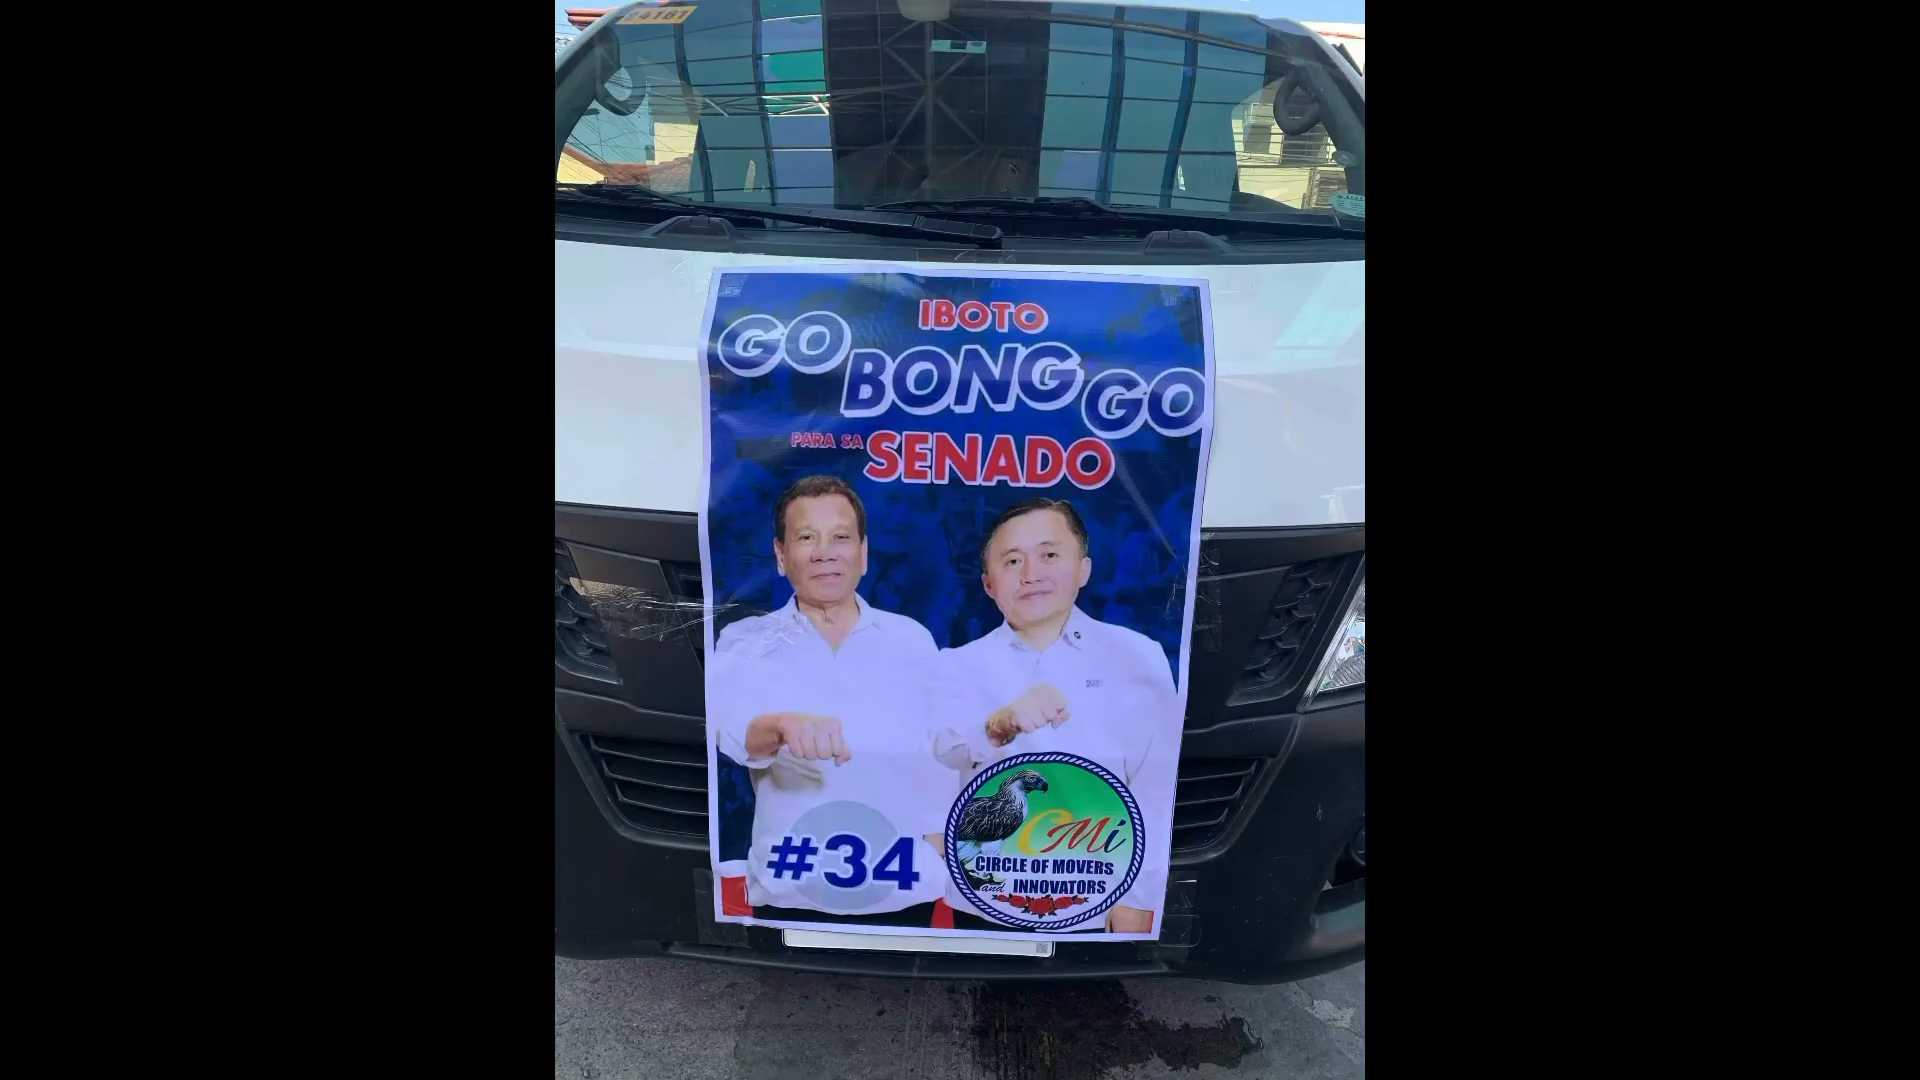 IBOTO
GO BONG GO
PARA SA SENADO
#34
CMi
CIRCLE OF MOVERS
and INNOVATORS